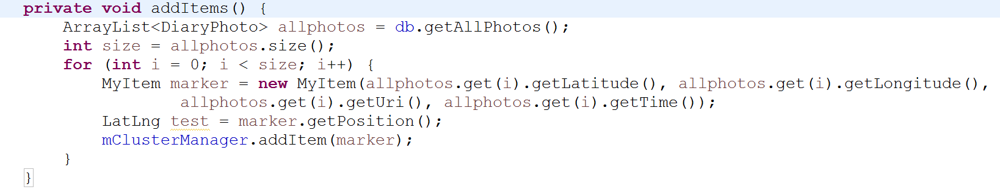 private void addItems() {
ArrayList<DiaryPhoto> allphotos = db.getAllPhotos();
int size = allphotos.size();
for (int i = 0; i < size; i++) {
MyItem marker = new MyItem(allphotos.get(i).getLatitude(), allphotos.get(i).getLongitude(),
allphotos.get(i).getUri(), allphotos.get(i).getTime());
LatLng test = marker.getPosition();
mClusterManager.addItem(marker);
}
}